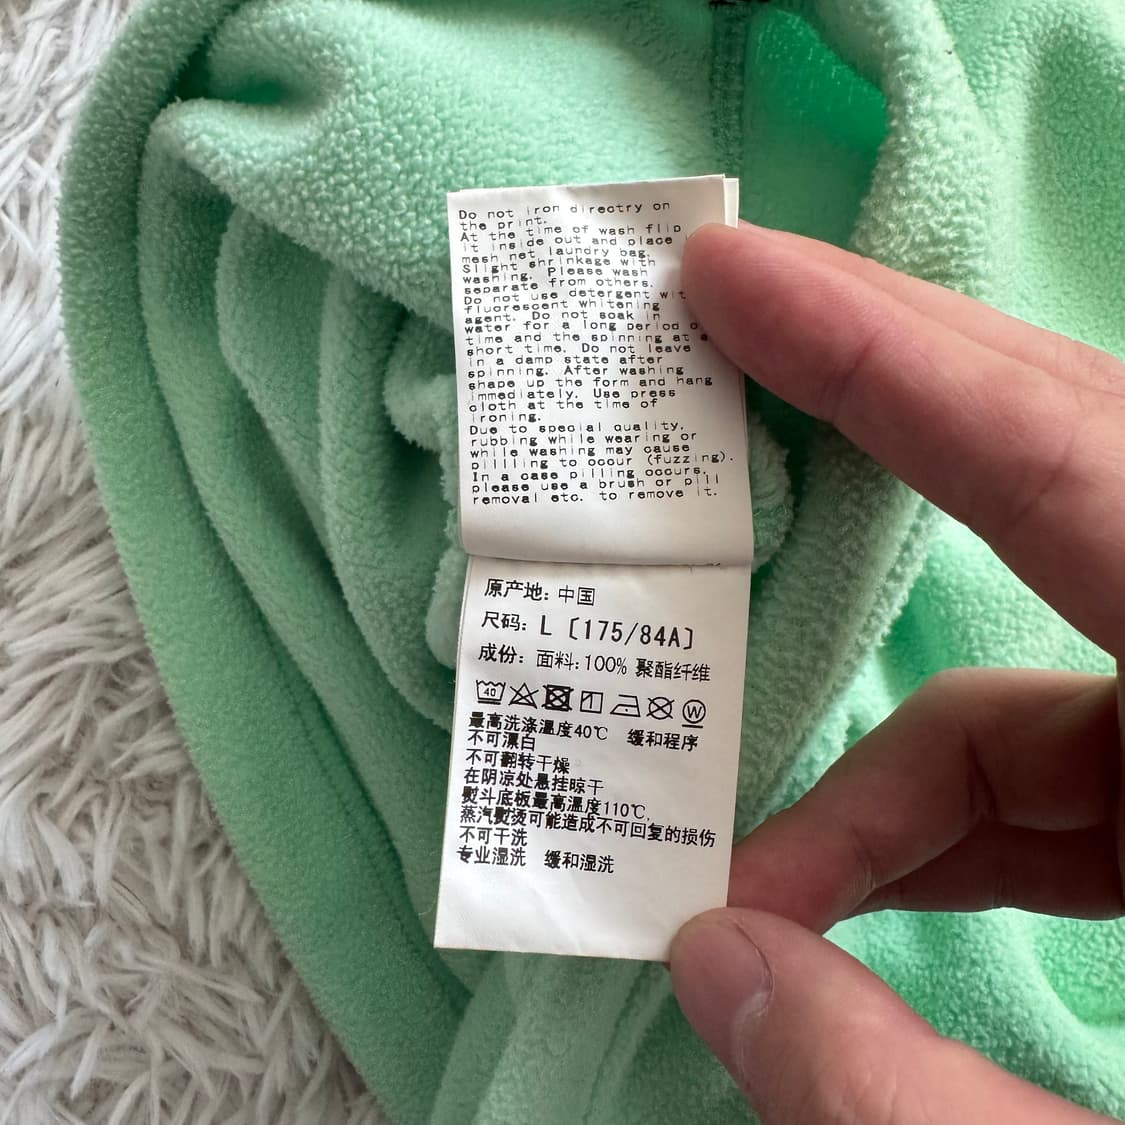 Do not iron directry on
the print.
At the time of wash flip
it inside out and place
mesh net laundry bag.
Slight shrinkage with
washing. Please wash
separate from others.
Do not use detergent wit
fluorescent whitening
agent. Do not soak in
water for a long period o
time and the spinning at a
short time. Do not leave
in a damp state after
spinning. After washing
shape up the form and hang
immediately. Use press
cloth at the time of
ironing.
Due to special quality,
rubbing while wearing or
while washing may cause
pillling to occur (fuzzing).
In a case pilling occurs,
please use a brush or pill
removal etc. to remove it.
原产地: 中国
尺码: L [175/84A]
成份: 面料: 100% 聚酯纤维
40 W
最高洗涤温度40℃ 缓和程序
不可漂白
不可翻转干燥
在阴凉处悬挂晾干
熨斗底板最高温度110℃,
蒸汽熨烫可能造成不可回复的损伤
不可干洗
专业湿洗 缓和湿洗